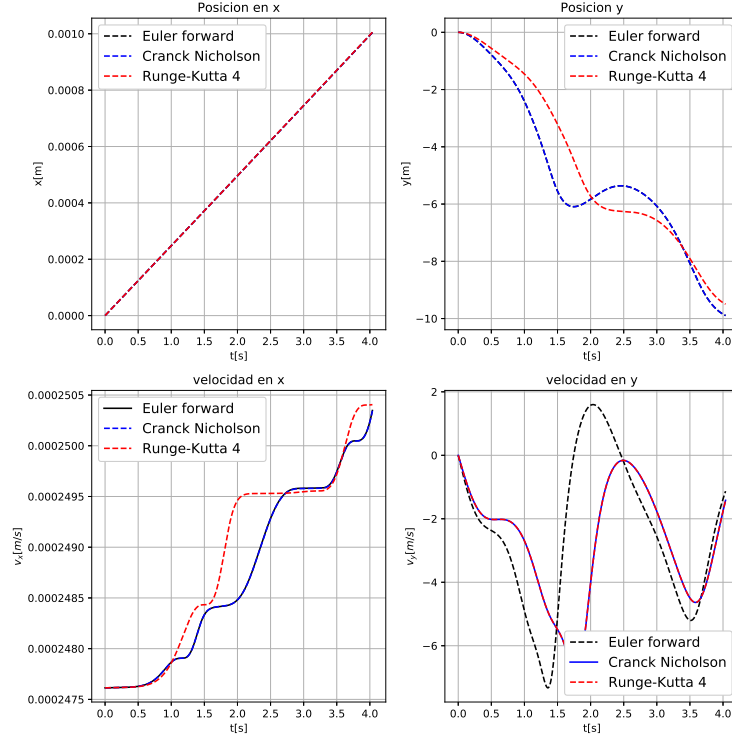 Posicion en x
0.0010
0.0008
0.0006
0.0004
0.0002
0.0000
x[m]
Euler forward
Cranck Nicholson
Runge-Kutta 4
0.0 0.5 1.0 1.5 2.0 2.5 3.0 3.5 4.0
t[s]
Posicion y
0
−2
−4
−6
−8
−10
y[m]
Euler forward
Cranck Nicholson
Runge-Kutta 4
0.0 0.5 1.0 1.5 2.0 2.5 3.0 3.5 4.0
t[s]
velocidad en x
0.0002505
0.0002500
0.0002495
0.0002490
0.0002485
0.0002480
0.0002475
vₓ[m/s]
Euler forward
Cranck Nicholson
Runge-Kutta 4
0.0 0.5 1.0 1.5 2.0 2.5 3.0 3.5 4.0
t[s]
velocidad en y
2
0
−2
−4
−6
v_y[m/s]
Euler forward
Cranck Nicholson
Runge-Kutta 4
0.0 0.5 1.0 1.5 2.0 2.5 3.0 3.5 4.0
t[s]